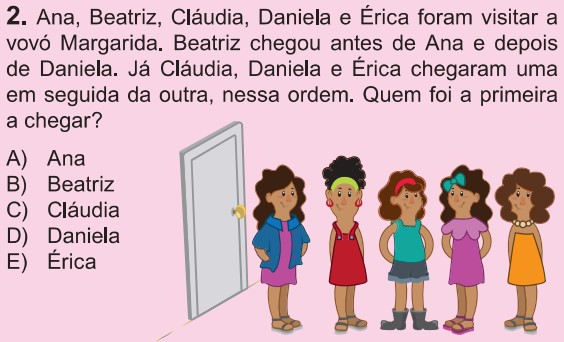 2. Ana, Beatriz, Cláudia, Daniela e Érica foram visitar a
vovó Margarida. Beatriz chegou antes de Ana e depois
de Daniela. Já Cláudia, Daniela e Érica chegaram uma
em seguida da outra, nessa ordem. Quem foi a primeira
a chegar?
A) Ana
B) Beatriz
C) Cláudia
D) Daniela
E) Érica